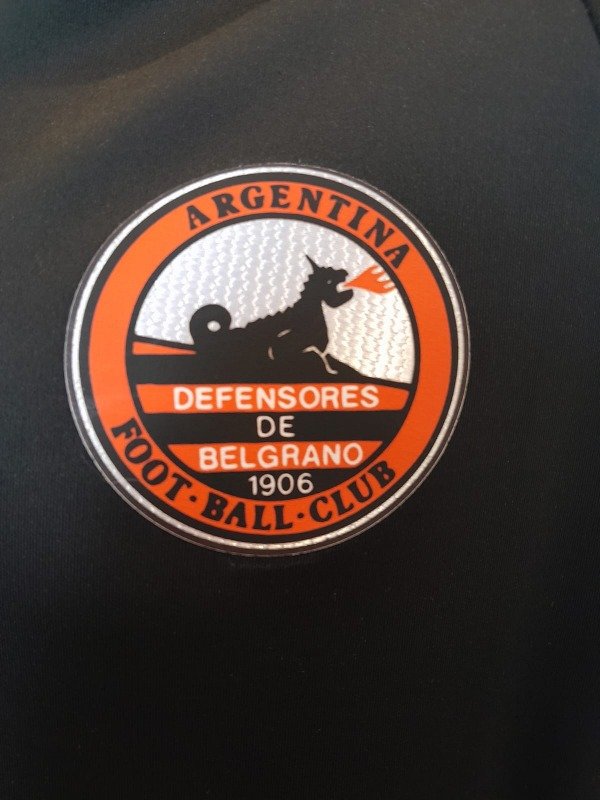 ARGENTINA
DEFENSORES
DE
BELGRANO
1906
FOOT·BALL·CLUB